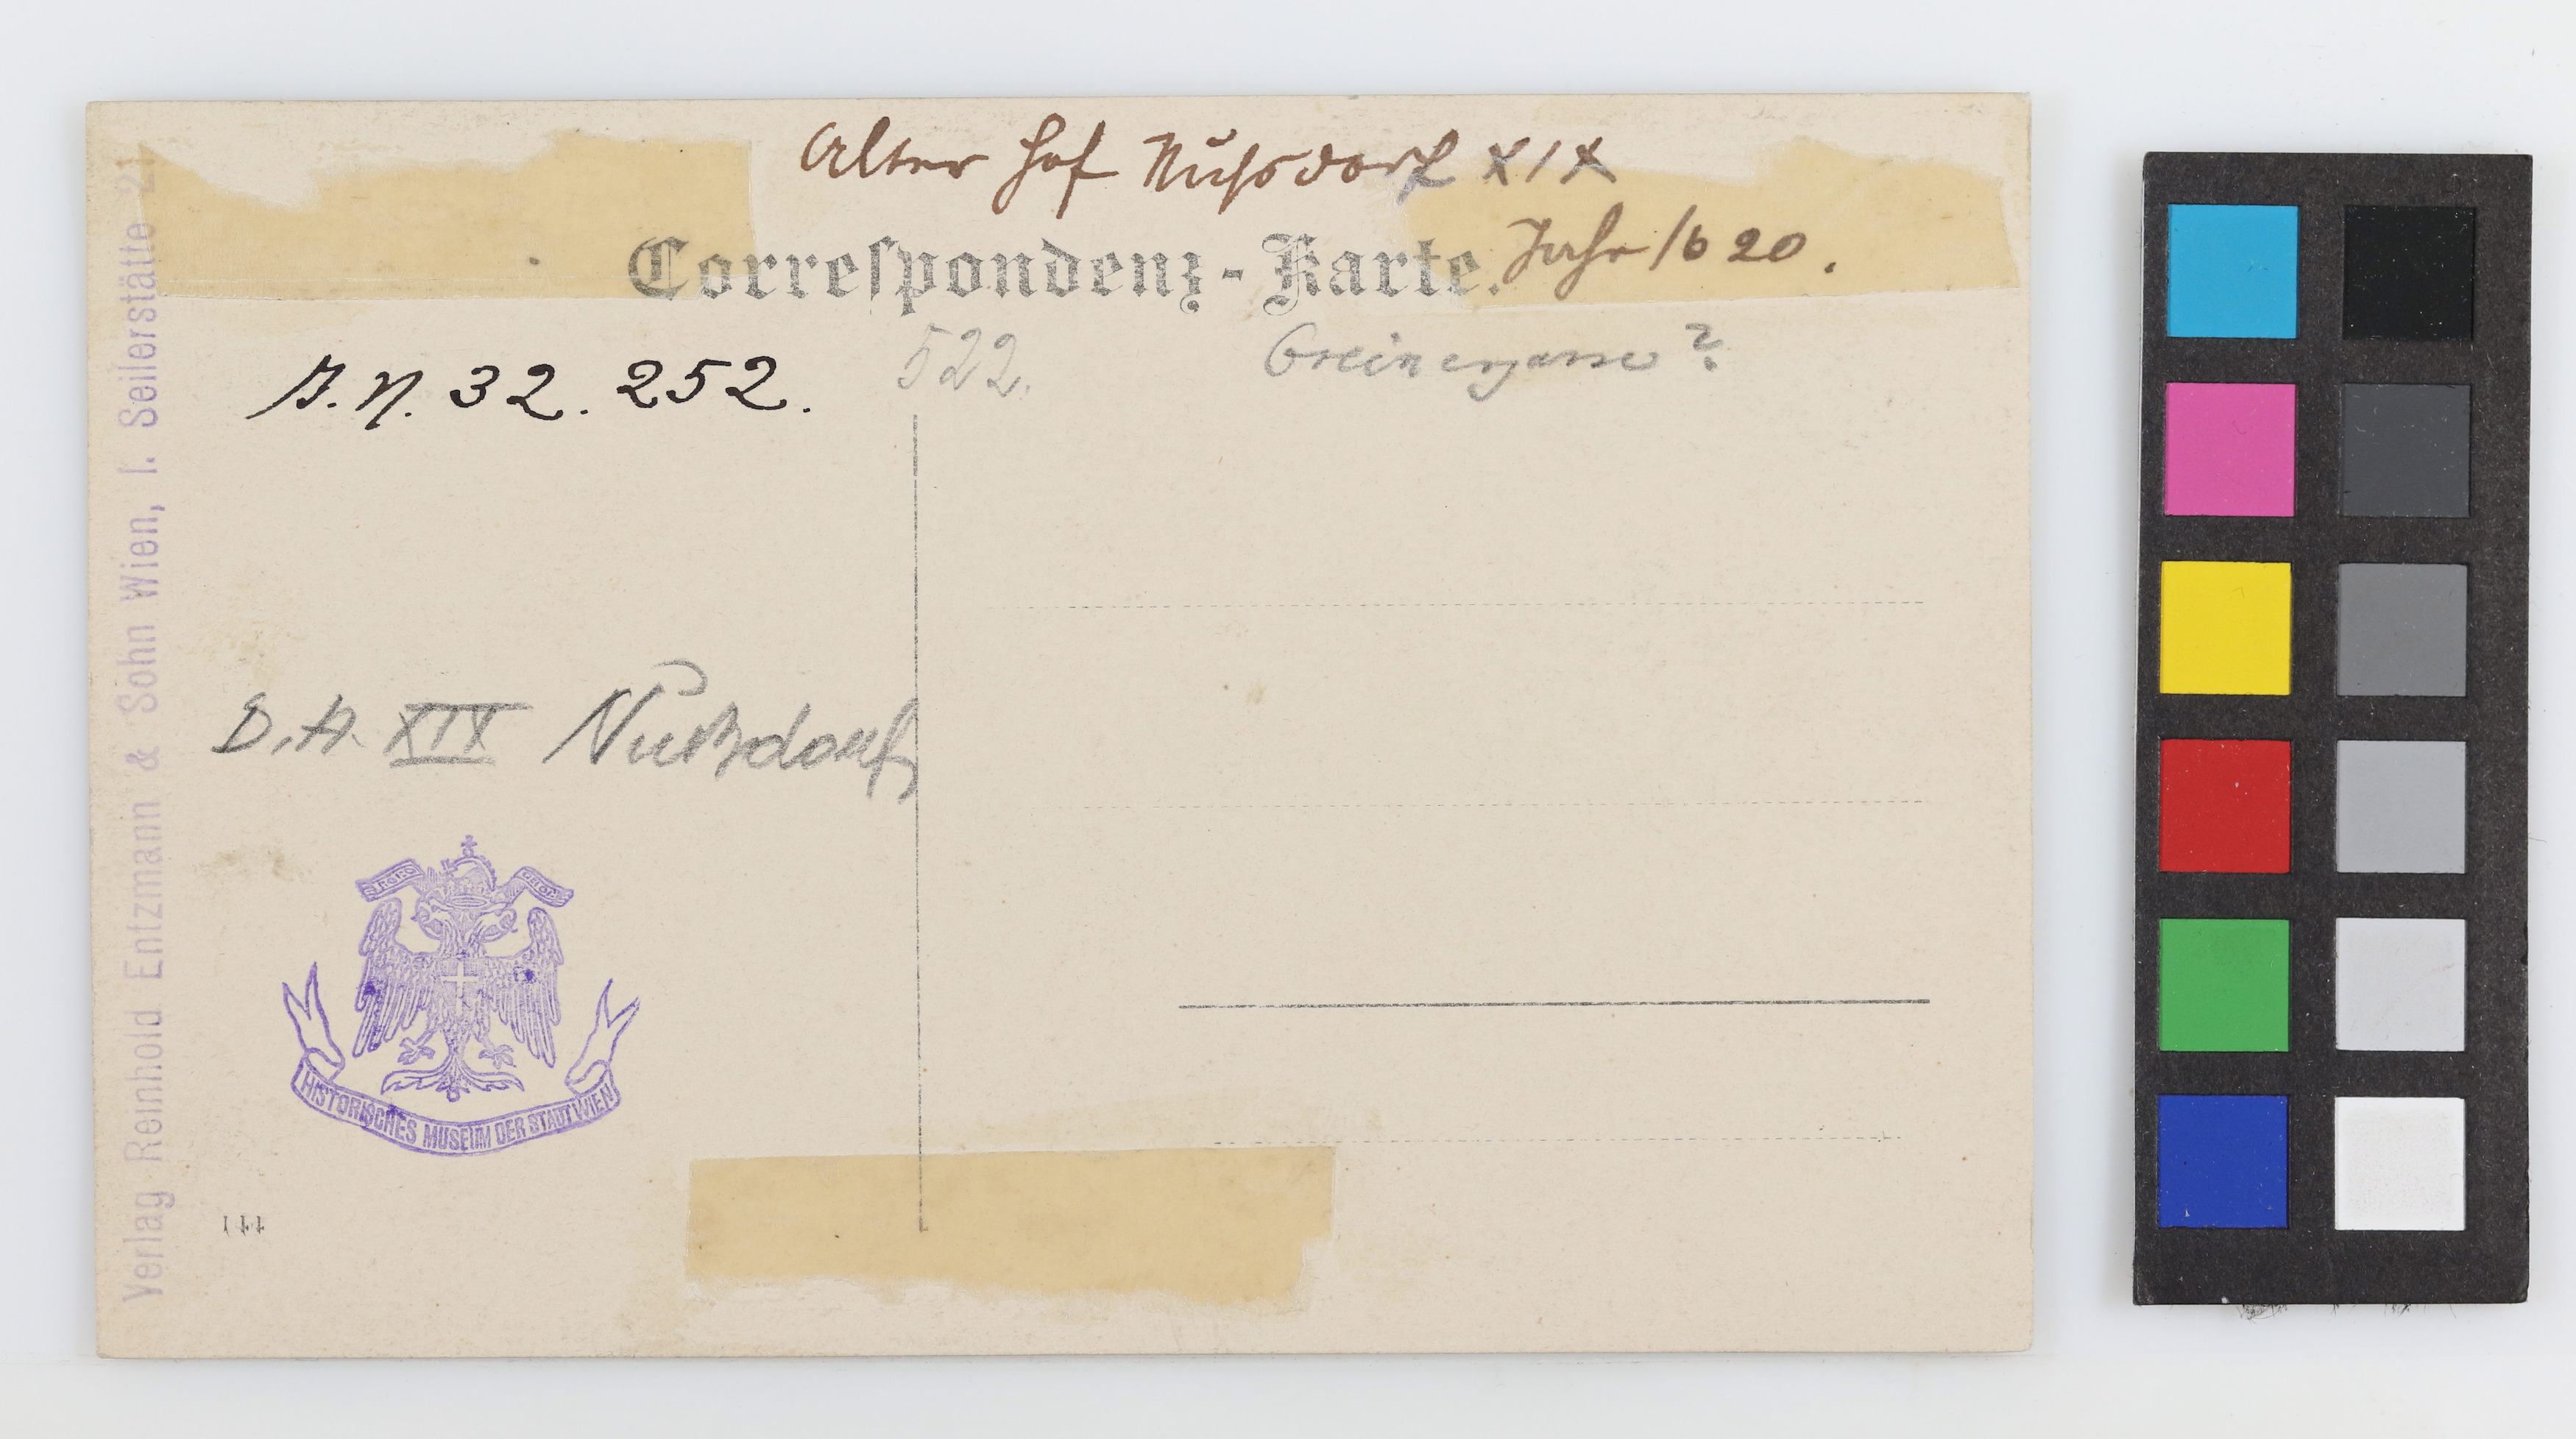 Alter Hof Nußdorf XIX
Jahr 1620.
Correspondenz-Karte.
522.
Greinergasse?
J.N. 32.252.
D.A. XIX Nußdorf
HISTORISCHES MUSEUM DER STADT WIEN
Verlag Reinhold Entzmann & Sohn Wien, I. Seilerstätte 21